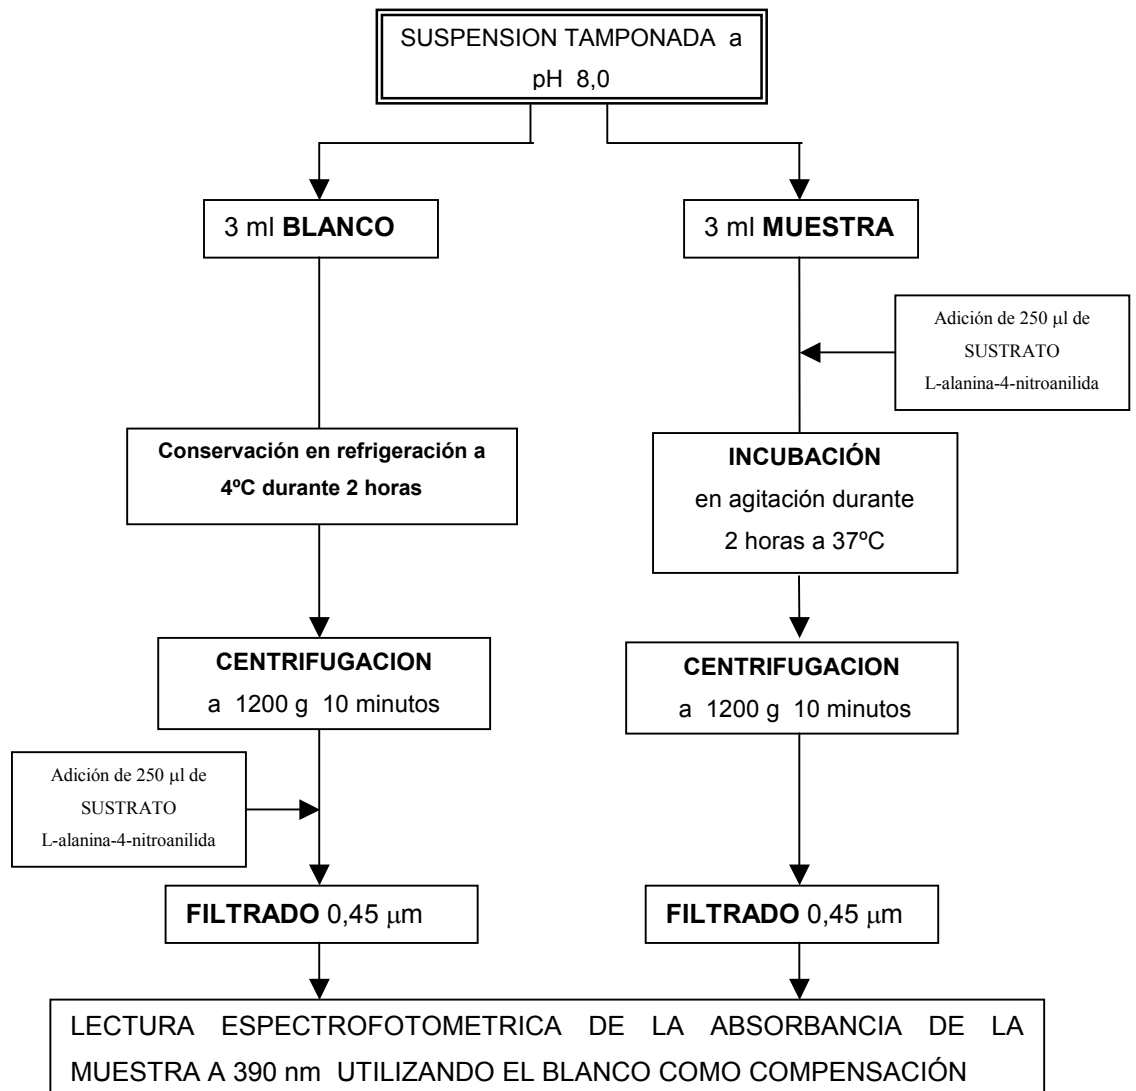 SUSPENSION TAMPONADA a
pH 8,0
3 ml BLANCO
3 ml MUESTRA
Adición de 250 µl de
SUSTRATO
L-alanina-4-nitroanilida
Conservación en refrigeración a
4ºC durante 2 horas
INCUBACIÓN
en agitación durante
2 horas a 37ºC
CENTRIFUGACION
a 1200 g 10 minutos
CENTRIFUGACION
a 1200 g 10 minutos
Adición de 250 µl de
SUSTRATO
L-alanina-4-nitroanilida
FILTRADO 0,45 µm
FILTRADO 0,45 µm
LECTURA ESPECTROFOTOMETRICA DE LA ABSORBANCIA DE LA
MUESTRA A 390 nm UTILIZANDO EL BLANCO COMO COMPENSACIÓN